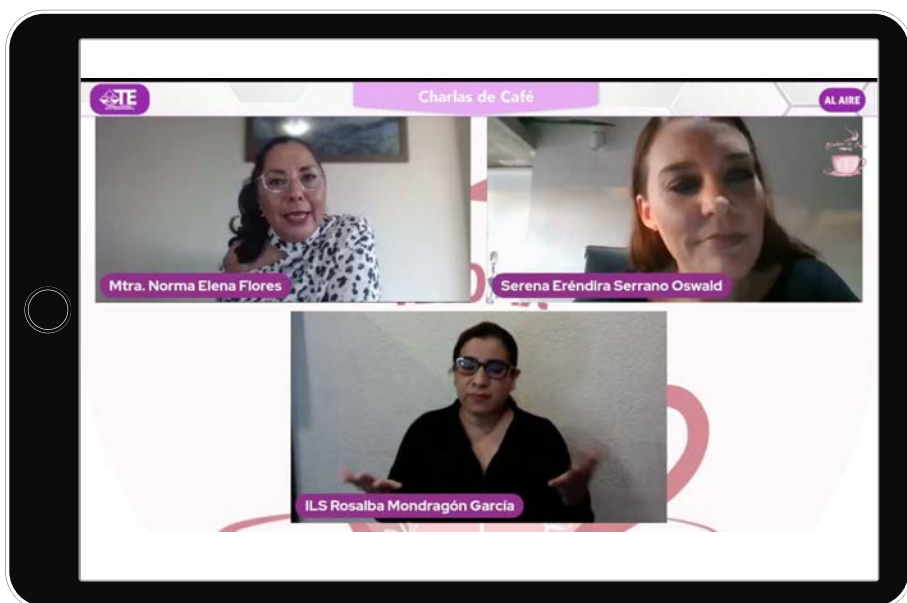 TE
Charlas de Café
AL AIRE
Mtra. Norma Elena Flores
Serena Eréndira Serrano Oswald
ILS Rosalba Mondragón García